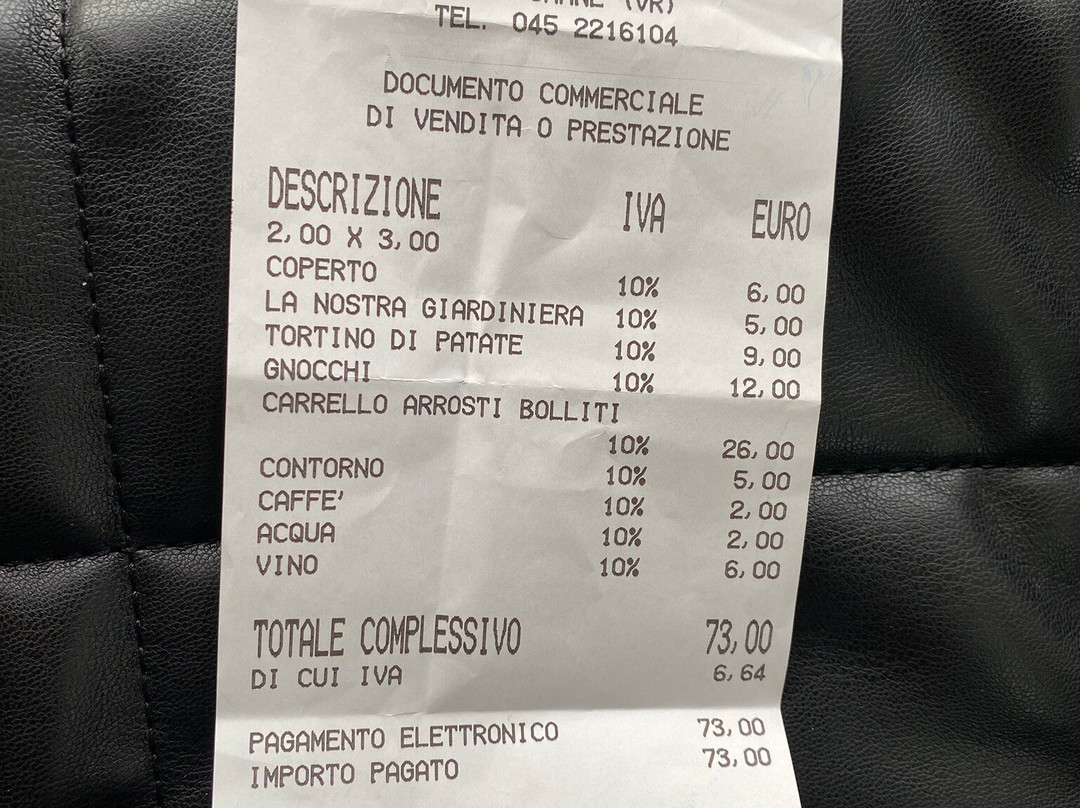 (VR)
TEL. 045 2216104
DOCUMENTO COMMERCIALE
DI VENDITA O PRESTAZIONE
DESCRIZIONE IVA EURO
2,00 X 3,00
COPERTO 10% 6,00
LA NOSTRA GIARDINIERA 10% 5,00
TORTINO DI PATATE 10% 9,00
GNOCCHI 10% 12,00
CARRELLO ARROSTI BOLLITI
10% 26,00
CONTORNO 10% 5,00
CAFFE' 10% 2,00
ACQUA 10% 2,00
VINO 10% 6,00
TOTALE COMPLESSIVO 73,00
DI CUI IVA 6,64
PAGAMENTO ELETTRONICO 73,00
IMPORTO PAGATO 73,00